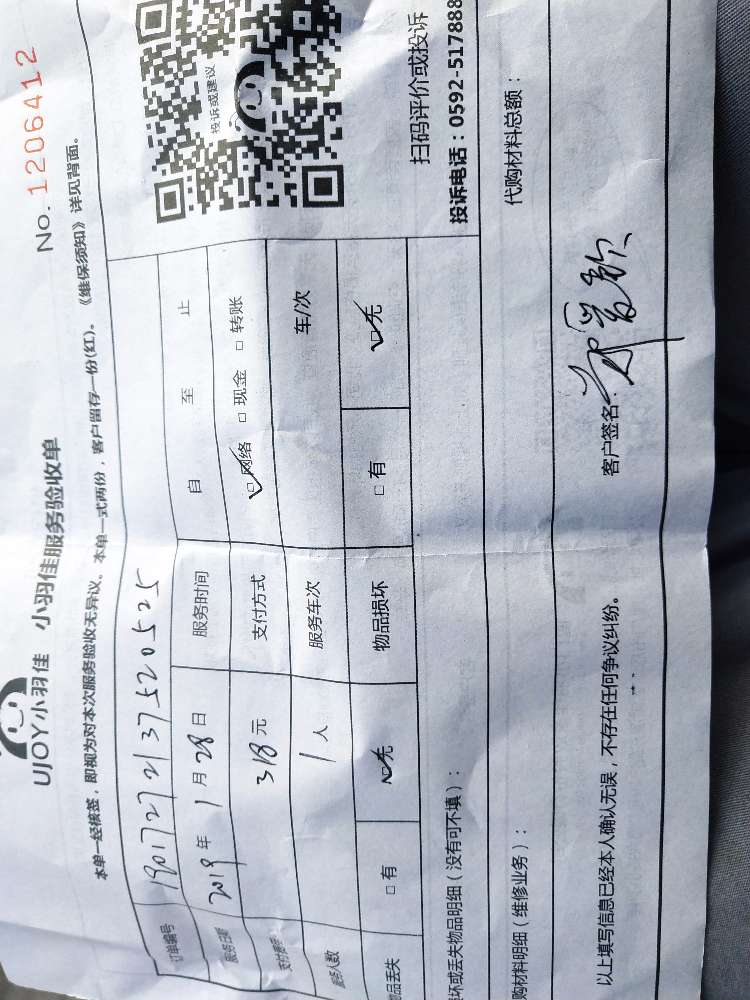 No. 1206412
UJOY小羽佳 小羽佳服务验收单
本单一经核签，即视为对本次服务验收无异议。本单一式两份，客户留存一份(红)。《维保须知》详见背面。
订单编号
服务日期 2019年1月28日 服务时间 自 至 止
318元 支付方式 ☑网络 □现金 □转账
服务人数 1人 服务车次 车/次
品丢失 □有 ☑无 物品损坏 □有 ☑无
投诉或建议
扫码评价或投诉
投诉电话：0592-517888
坏或丢失物品明细（没有可不填）：
购材料明细（维修业务）： 代购材料总额：
以上填写信息已经本人确认无误，不存在任何争议纠纷。 客户签名：